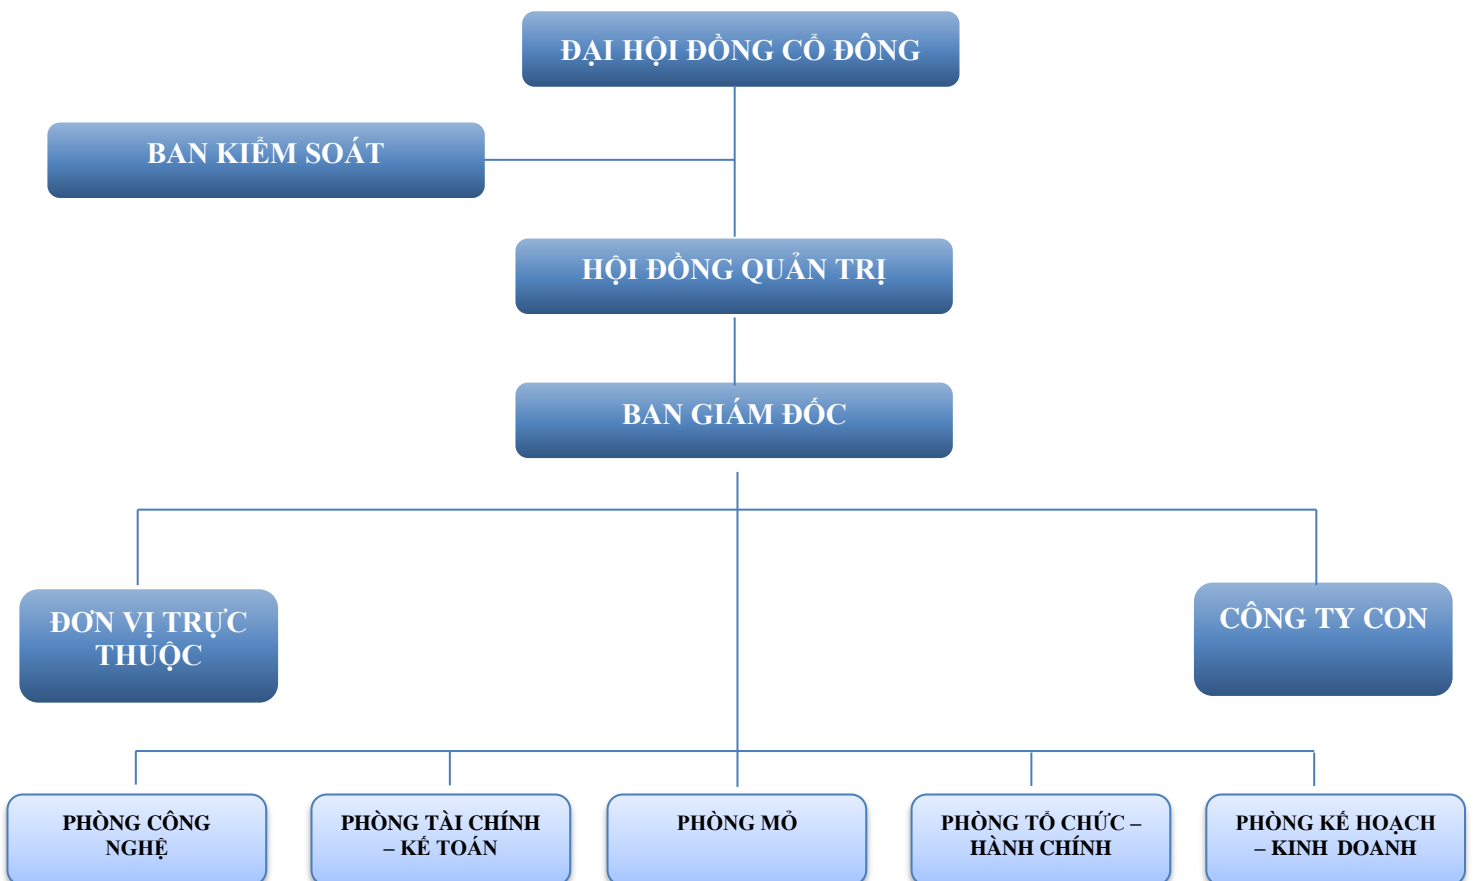 ĐẠI HỘI ĐỒNG CỔ ĐÔNG
BAN KIỂM SOÁT
HỘI ĐỒNG QUẢN TRỊ
BAN GIÁM ĐỐC
ĐƠN VỊ TRỰC
THUỘC
CÔNG TY CON
PHÒNG CÔNG
NGHỆ
PHÒNG TÀI CHÍNH
– KẾ TOÁN
PHÒNG MỎ
PHÒNG TỔ CHỨC –
HÀNH CHÍNH
PHÒNG KẾ HOẠCH
– KINH DOANH